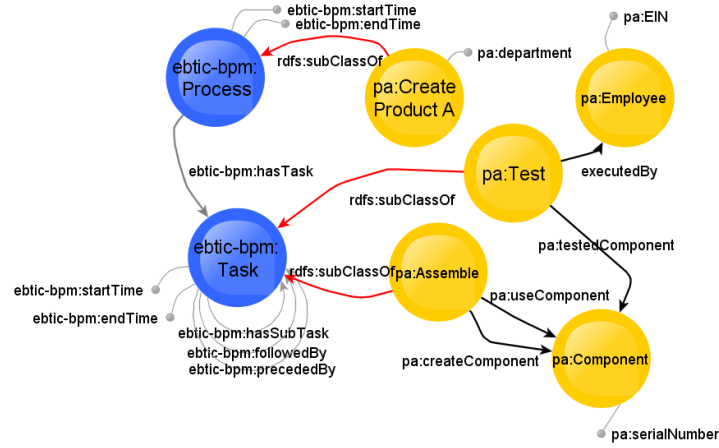 ebtic-bpm:startTime
ebtic-bpm:endTime
pa:EIN
rdfs:subClassOf
pa:department
ebtic-bpm:
Process
pa:Create
Product A
pa:Employee
ebtic-bpm:hasTask
pa:Test
executedBy
rdfs:subClassOf
ebtic-bpm:
Task
pa:testedComponent
rdfs:subClassOf
pa:Assemble
ebtic-bpm:startTime
pa:useComponent
ebtic-bpm:endTime
ebtic-bpm:hasSubTask
ebtic-bpm:followedBy
ebtic-bpm:precededBy
pa:createComponent
pa:Component
pa:serialNumber